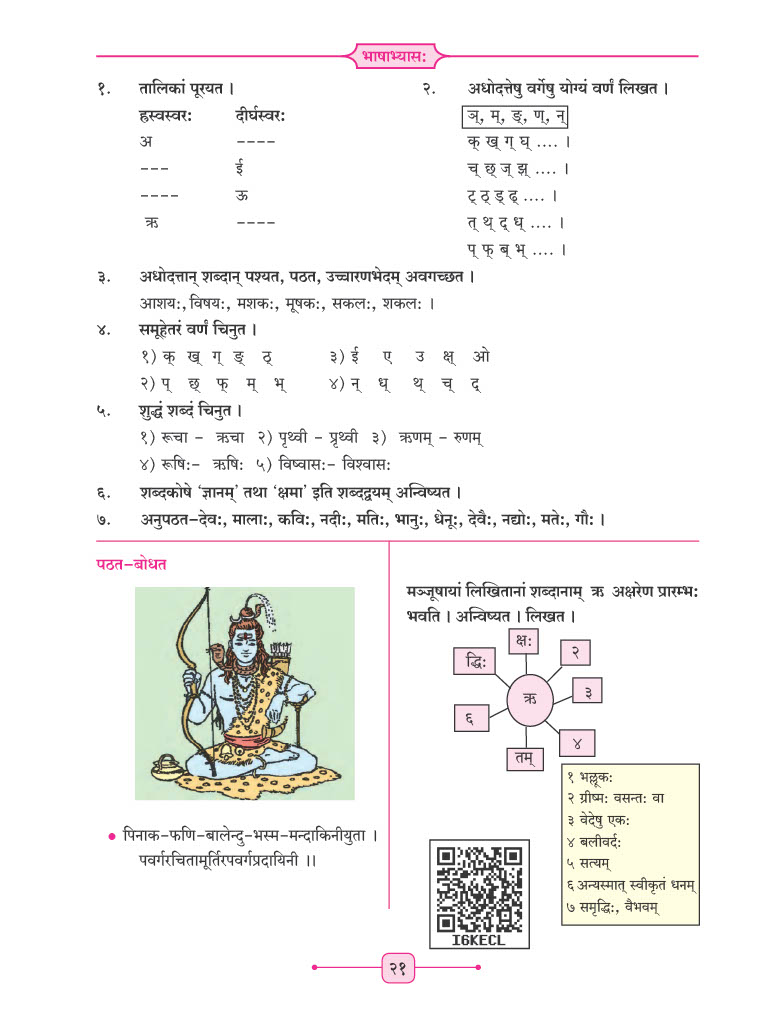 भाषाभ्यासः
१. तालिकां पूरयत ।
ह्रस्वस्वरः दीर्घस्वरः
अ ----
--- ई
---- ऊ
ऋ ----
२. अधोदत्तेषु वर्गेषु योग्यं वर्णं लिखत ।
ञ्, म्, ङ्, ण्, न्
क् ख् ग् घ् .... ।
च् छ् ज् झ् .... ।
ट् ठ् ड् ढ् .... ।
त् थ् द् ध् .... ।
प् फ् ब् भ् .... ।
३. अधोदत्तान् शब्दान् पश्यत, पठत, उच्चारणभेदम् अवगच्छत ।
आशयः, विषयः, मशकः, मूषकः, सकलः, शकलः ।
४. समूहेतरं वर्णं चिनुत ।
१) क् ख् ग् ङ् ठ् ३) ई ए उ क्ष् ओ
२) प् छ् फ् म् भ् ४) न् ध् थ् च् द्
५. शुद्धं शब्दं चिनुत ।
१) रूचा - ऋचा २) पृथ्वी - प्रृथ्वी ३) ऋणम् - रुणम्
४) रूषिः- ऋषिः ५) विष्वासः- विश्वासः
६. शब्दकोषे ‘ज्ञानम्’ तथा ‘क्षमा’ इति शब्दद्वयम् अन्विष्यत ।
७. अनुपठत-देवः, मालाः, कविः, नदीः, मतिः, भानुः, धेनूः, देवैः, नद्योः, मतेः, गौः ।
पठत-बोधत
• पिनाक-फणि-बालेन्दु-भस्म-मन्दाकिनीयुता ।
पवर्गरचितामूर्तिरपवर्गप्रदायिनी ।।
मञ्जूषायां लिखितानां शब्दानाम् ऋ अक्षरेण प्रारम्भः
भवति । अन्विष्यत । लिखत ।
क्षः
२
द्धिः
३
ऋ
६
४
तम्
१ भल्लूकः
२ ग्रीष्मः वसन्तः वा
३ वेदेषु एकः
४ बलीवर्दः
५ सत्यम्
६ अन्यस्मात् स्वीकृतं धनम्
७ समृद्धिः, वैभवम्
I6KECL
२१